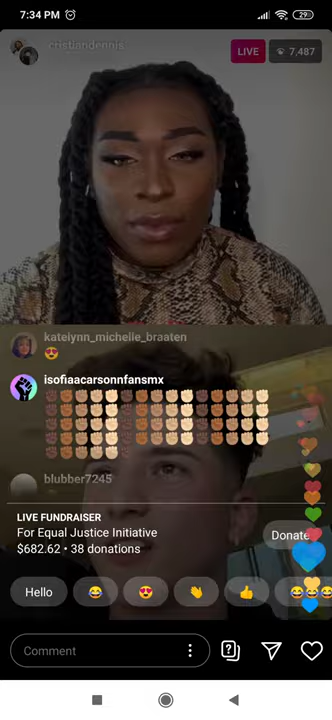 7:34 PM
29
cristiandennis
LIVE
7,487
katelynn_michelle_braaten
😍
isofiaacarsonnfansmx
blubber7245
LIVE FUNDRAISER
For Equal Justice Initiative
$682.62 • 38 donations
Donate
Hello
Comment